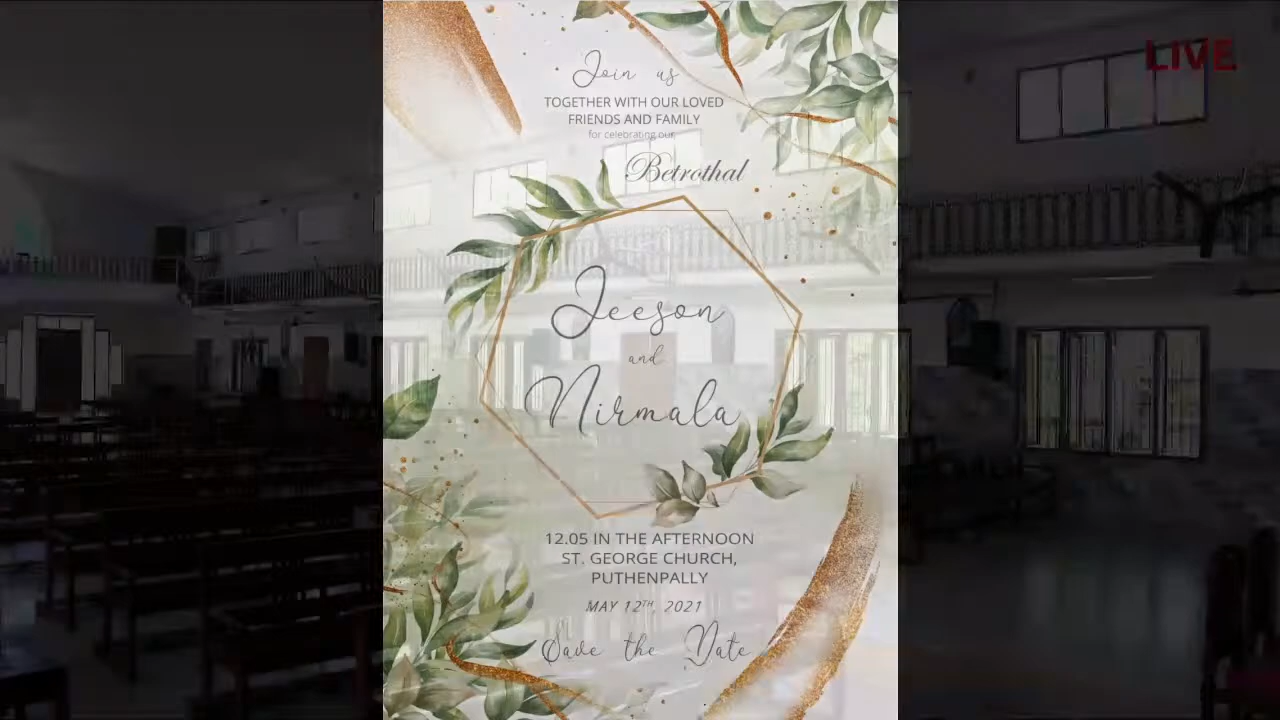 LIVE
Join us
TOGETHER WITH OUR LOVED
FRIENDS AND FAMILY
for celebrating our
Betrothal
Jeeson
and
Nirmala
12.05 IN THE AFTERNOON
ST. GEORGE CHURCH,
PUTHENPALLY
MAY 12TH, 2021
Save the Date